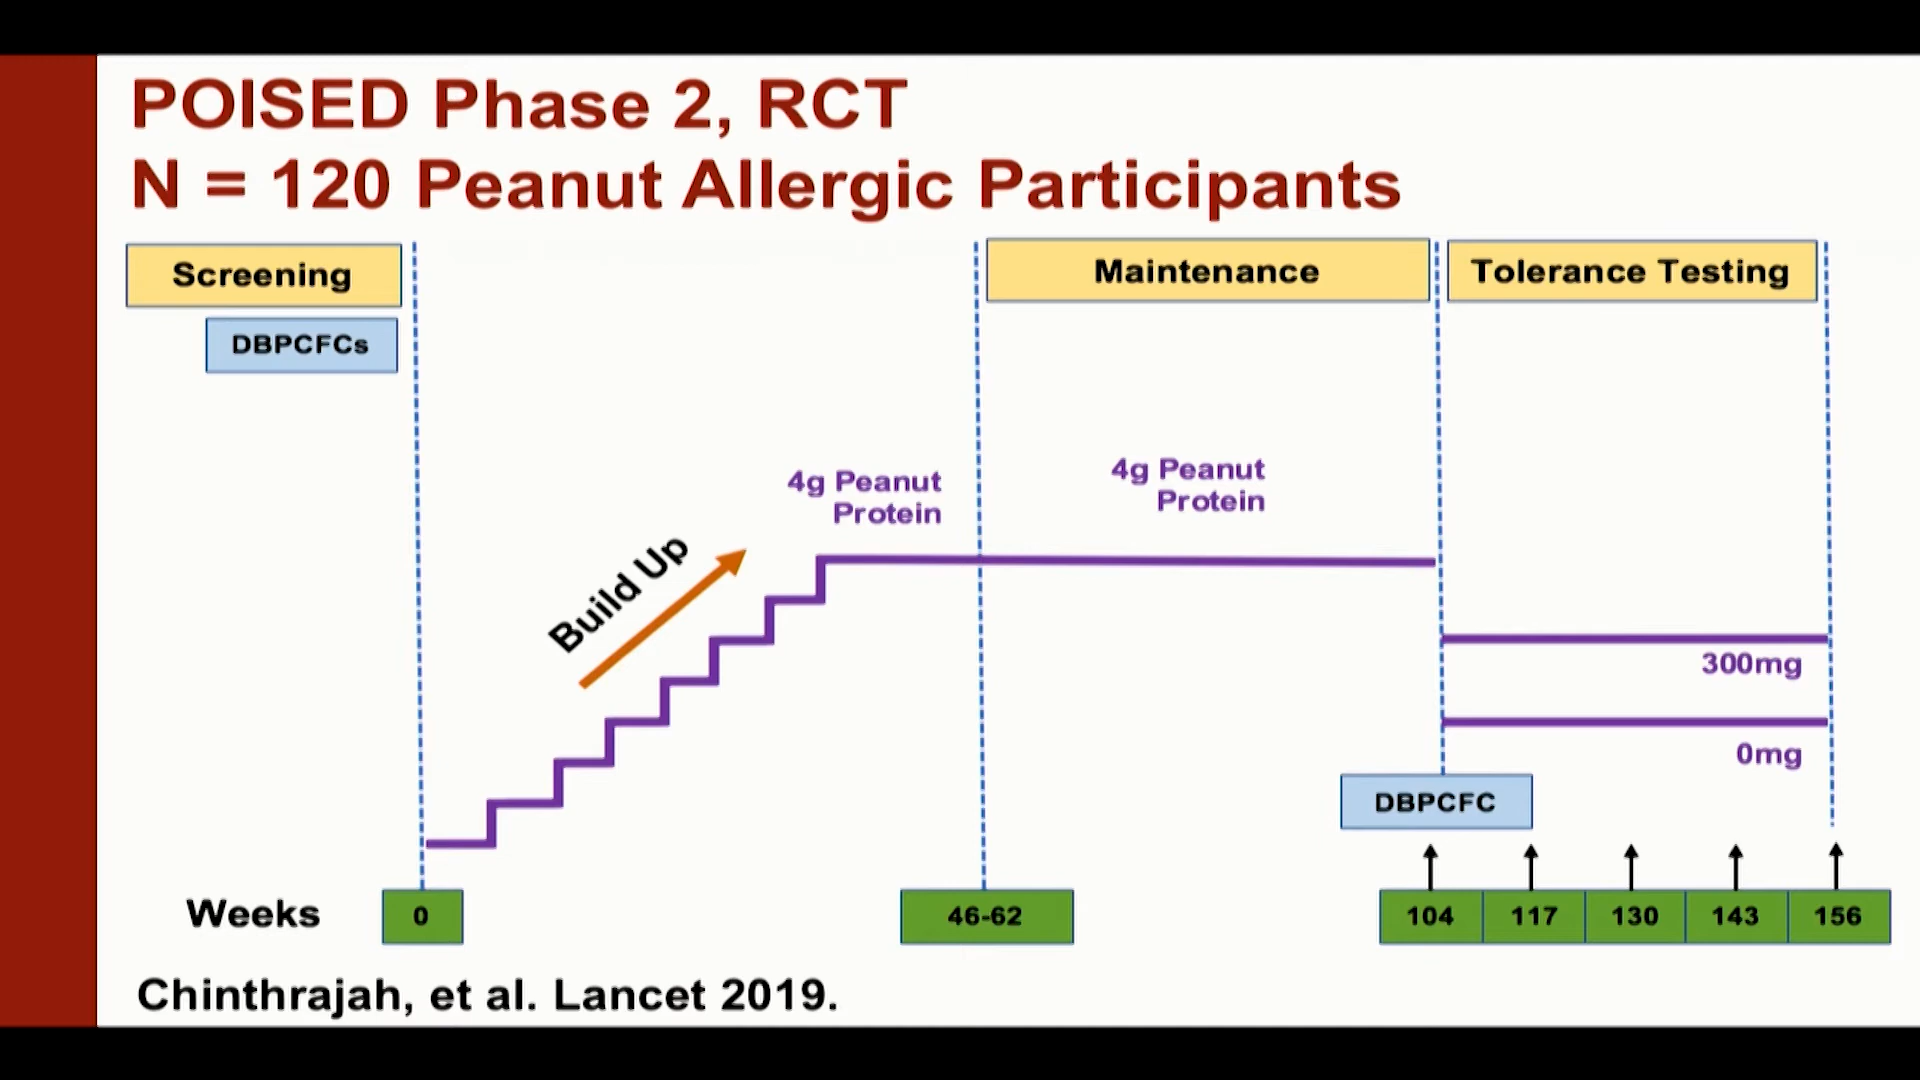 POISED Phase 2, RCT
N = 120 Peanut Allergic Participants
Screening
Maintenance
Tolerance Testing
DBPCFCs
4g Peanut
Protein
4g Peanut
Protein
Build Up
300mg
0mg
DBPCFC
Weeks
0
46-62
104
117
130
143
156
Chinthrajah, et al. Lancet 2019.